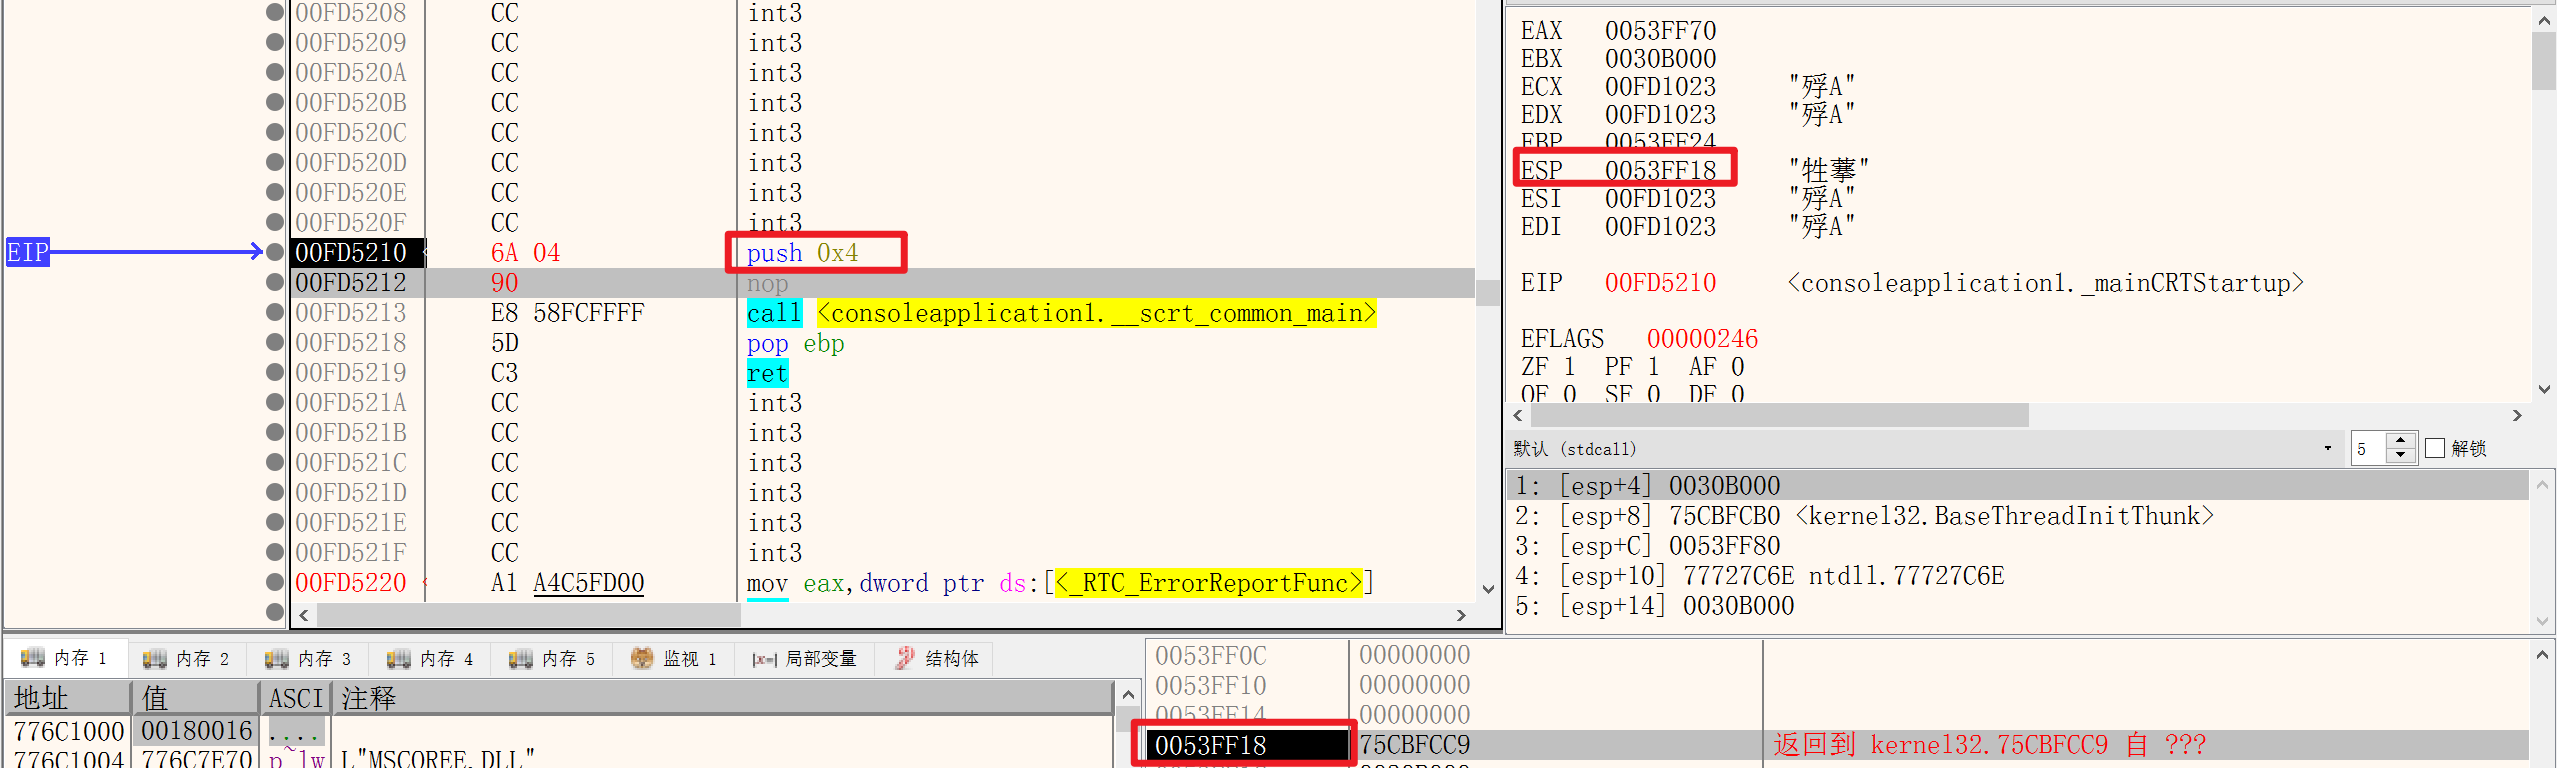 00FD5208 CC int3
00FD5209 CC int3
00FD520A CC int3
00FD520B CC int3
00FD520C CC int3
00FD520D CC int3
00FD520E CC int3
00FD520F CC int3
EIP 00FD5210 6A 04 push 0x4
00FD5212 90 nop
00FD5213 E8 58FCFFFF call <consoleapplication1.__scrt_common_main>
00FD5218 5D pop ebp
00FD5219 C3 ret
00FD521A CC int3
00FD521B CC int3
00FD521C CC int3
00FD521D CC int3
00FD521E CC int3
00FD521F CC int3
00FD5220 A1 A4C5FD00 mov eax,dword ptr ds:[<_RTC_ErrorReportFunc>]
EAX 0053FF70
EBX 0030B000
ECX 00FD1023 "殍A"
EDX 00FD1023 "殍A"
EBP 0053FF24
ESP 0053FF18
ESI 00FD1023 "殍A"
EDI 00FD1023 "殍A"
EIP 00FD5210 <consoleapplication1._mainCRTStartup>
EFLAGS 00000246
ZF 1 PF 1 AF 0
OF 0 SF 0 DF 0
默认 (stdcall) 5 解锁
1: [esp+4] 0030B000
2: [esp+8] 75CBFCB0 <kernel32.BaseThreadInitThunk>
3: [esp+C] 0053FF80
4: [esp+10] 77727C6E ntdll.77727C6E
5: [esp+14] 0030B000
内存 1 内存 2 内存 3 内存 4 内存 5 监视 1 局部变量 结构体
地址 值 ASCI 注释
776C1000 00180016 ....
776C1004 776C7E70 p~lw L"MSCOREE.DLL"
0053FF0C 00000000
0053FF10 00000000
0053FF14 00000000
0053FF18 75CBFCC9 返回到 kernel32.75CBFCC9 自 ???